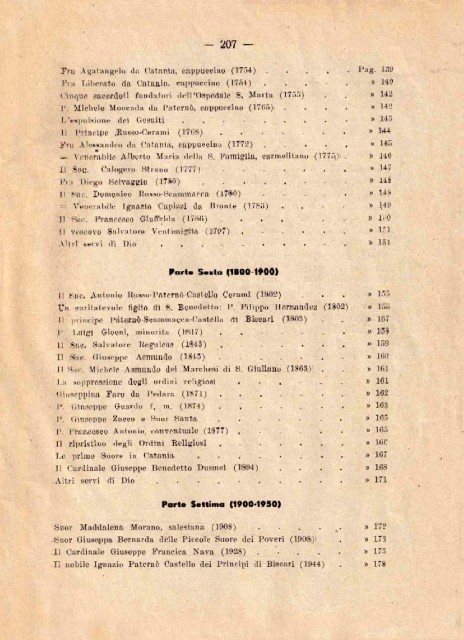 — 207 —
Fra Agatangelo da Catania, cappuccino (1754) . . . . . Pag. 139
Fra Liberato da Catania, cappuccino (1754) . . . . . » 140
Cinque sacerdoti fondatori dell'Ospedale S. Marta (1755) . . . » 142
P. Michele Moncada da Paternò, cappuccino (1765) . . . . » 142
L'espulsione dei Gesuiti . . . . . . . » 143
Il Principe Russo-Cerami (1768) . . . . . . » 144
Fra Alessandro da Catania, cappuccino (1772) . . . . . » 145
= Venerabile Alberto Maria della S. Famiglia, carmelitano (1775) . » 146
Il Sac. Calogero Strano (1777) . . . . . . » 147
Fra Diego Selvaggio (1780) . . . . . . . » 148
Il Sac. Domenico Rosso-Scammacca (1780) . . . . . » 148
= Venerabile Ignazio Capizzi da Bronte (1783) . . . . » 149
Il Sac. Francesco Giuffrida (1786) . . . . . . » 150
Il vescovo Salvatore Ventimiglia (1797) . . . . . » 151
Altri servi di Dio . . . . . . . . » 151
Parte Sesta (1800-1900)
Il Sac. Antonio Rosso-Paternò-Castello Cerami (1802) . . » 155
Un caritatevole figlio di S. Benedetto: P. Filippo Hernandez (1802) » 155
Il principe Paternò-Scammacca-Castello di Biscari (1803) . . » 157
P. Luigi Gioeni, minorita (1817) . . . . . . » 158
Il Sac. Salvatore Reguleas (1843) . . . . . . » 159
Il Sac. Giuseppe Asmundo (1845) . . . . . . » 160
Il Sac. Michele Asmundo dei Marchesi di S. Giuliano (1863) . . » 161
La soppressione degli ordini religiosi . . . . . » 161
Giuseppina Faro da Pedara (1871) . . . . . . » 162
P. Giuseppe Guardo f. m. (1874) . . . . . . » 163
P. Giuseppe Zacco e Suor Santa . . . . . . » 165
P. Francesco Antonio, conventuale (1877) . . . . . » 165
Il ripristino degli Ordini Religiosi . . . . . . » 166
Le prime Suore in Catania . . . . . . . » 167
Il Cardinale Giuseppe Benedetto Dusmet (1894) . . . . » 168
Altri servi di Dio . . . . . . . . » 171
Parte Settima (1900-1950)
Suor Maddalena Morano, salesiana (1908) . . . . . » 172
Suor Giuseppa Bernarda delle Piccole Suore dei Poveri (1908) . » 173
Il Cardinale Giuseppe Francica Nava (1928) . . . . . » 175
Il nobile Ignazio Paternò Castello dei Principi di Biscari (1944) . » 178